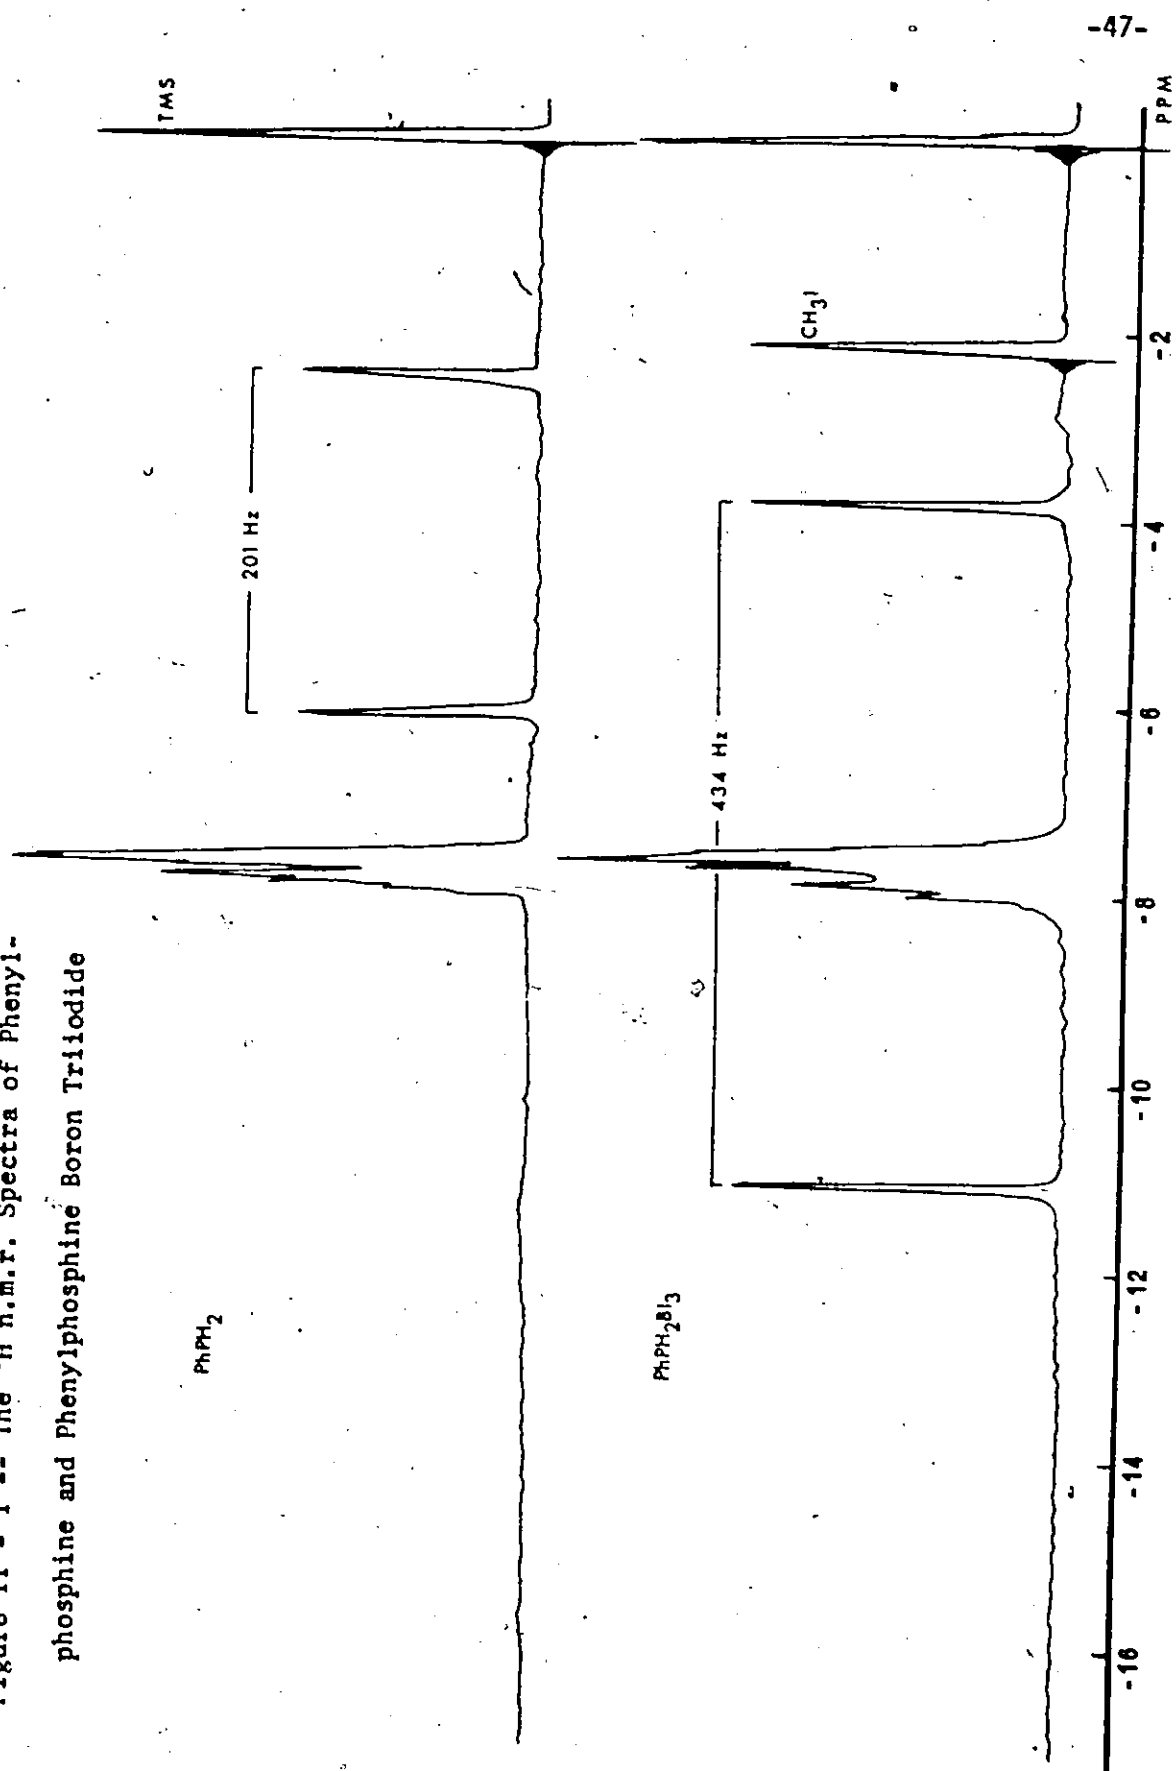 -47-
Figure II - 1 -- The ¹H n.m.r. Spectra of Phenyl-
phosphine and Phenylphosphine Boron Triiodide
TMS
201 Hz
PhPH₂
CH₃I
434 Hz
PhPH₂BI₃
PPM
-2
-4
-6
-8
-10
-12
-14
-16